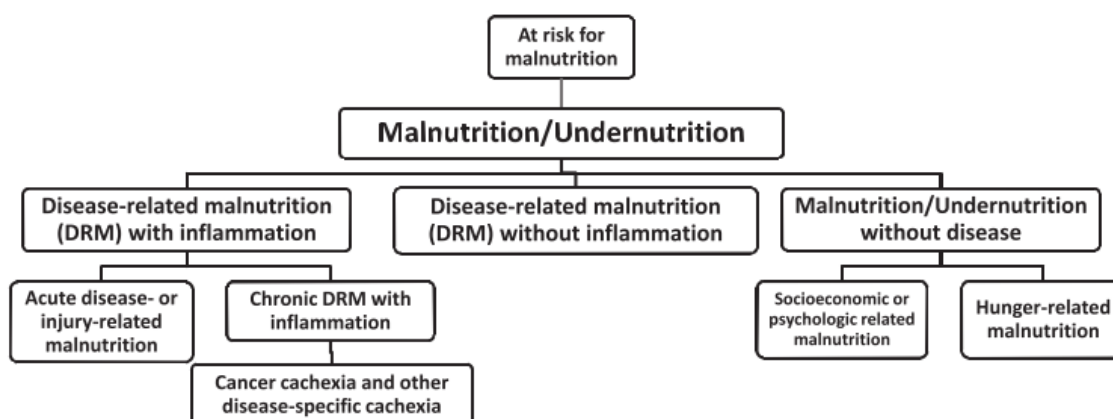 At risk for
malnutrition
Malnutrition/Undernutrition
Disease-related malnutrition
(DRM) with inflammation
Disease-related malnutrition
(DRM) without inflammation
Malnutrition/Undernutrition
without disease
Acute disease- or
injury-related
malnutrition
Chronic DRM with
inflammation
Socioeconomic or
psychologic related
malnutrition
Hunger-related
malnutrition
Cancer cachexia and other
disease-specific cachexia